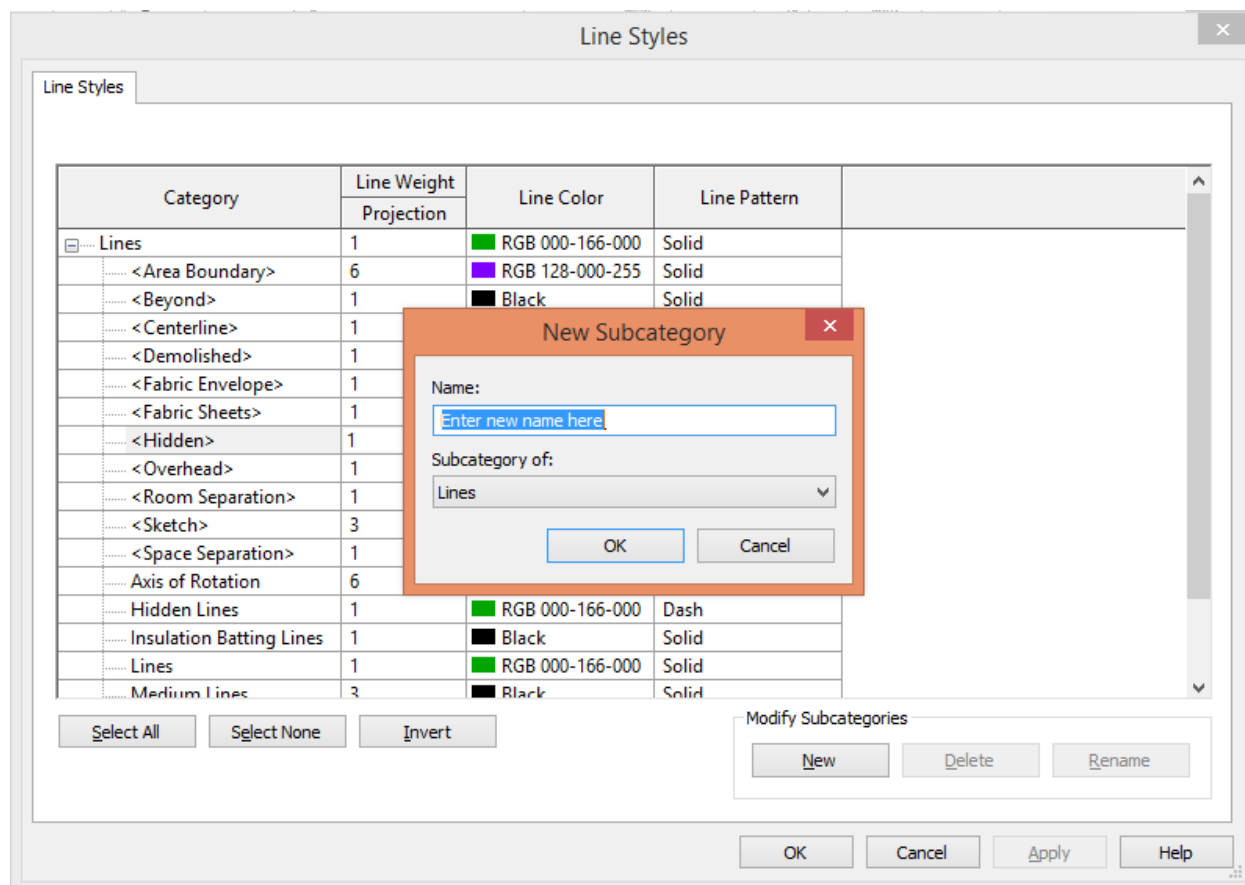 Line Styles
Line Styles
Category Line Weight Line Color Line Pattern
Projection
Lines 1 RGB 000-166-000 Solid
<Area Boundary> 6 RGB 128-000-255 Solid
<Beyond> 1 Black Solid
<Centerline> 1
<Demolished> 1
<Fabric Envelope> 1
<Fabric Sheets> 1
<Hidden> 1
<Overhead> 1
<Room Separation> 1
<Sketch> 3
<Space Separation> 1
Axis of Rotation 6
Hidden Lines 1 RGB 000-166-000 Dash
Insulation Batting Lines 1 Black Solid
Lines 1 RGB 000-166-000 Solid
Medium Lines 3 Black Solid
New Subcategory
Name:
Enter new name here
Subcategory of:
Lines
OK Cancel
Select All Select None Invert
Modify Subcategories
New Delete Rename
OK Cancel Apply Help